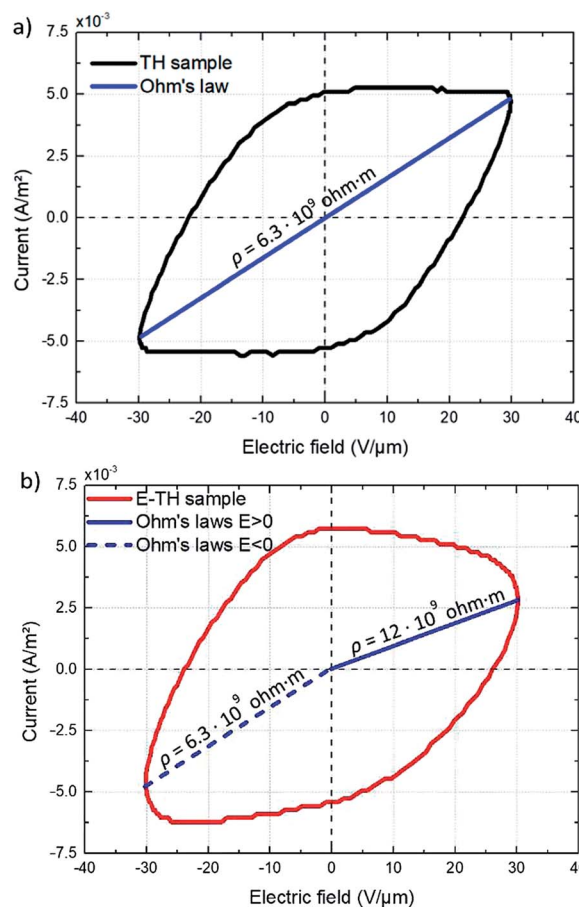 a)
x10⁻³
7.5
TH sample
Ohm's law
5.0
2.5
0.0
-2.5
-5.0
-7.5
Current (A/m²)
ρ = 6.3 · 10⁹ ohm·m
-40 -30 -20 -10 0 10 20 30 40
Electric field (V/µm)
b)
x10⁻³
7.5
E-TH sample
Ohm's laws E>0
Ohm's laws E<0
5.0
2.5
0.0
-2.5
-5.0
-7.5
Current (A/m²)
ρ = 12 · 10⁹ ohm·m
ρ = 6.3 · 10⁹ ohm·m
-40 -30 -20 -10 0 10 20 30 40
Electric field (V/µm)